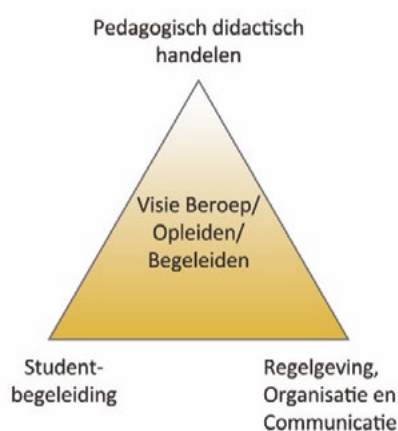 Pedagogisch didactisch
handelen
Visie Beroep/
Opleiden/
Begeleiden
Student-
begeleiding
Regelgeving,
Organisatie en
Communicatie